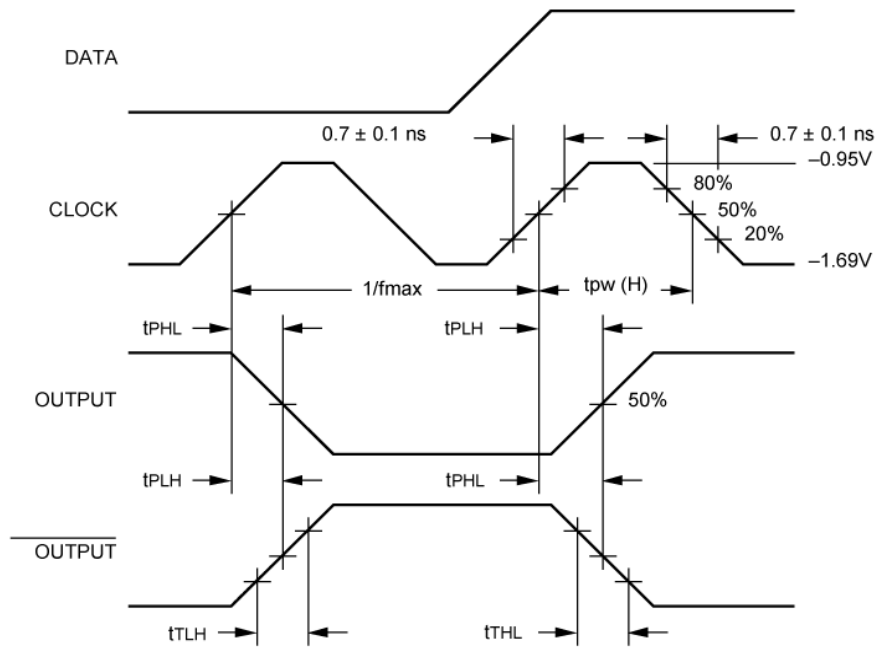 DATA
0.7 ± 0.1 ns
0.7 ± 0.1 ns
–0.95V
80%
CLOCK
50%
20%
–1.69V
1/fmax
tpw (H)
tPHL
tPLH
OUTPUT
50%
tPLH
tPHL
OUTPUT
tTLH
tTHL